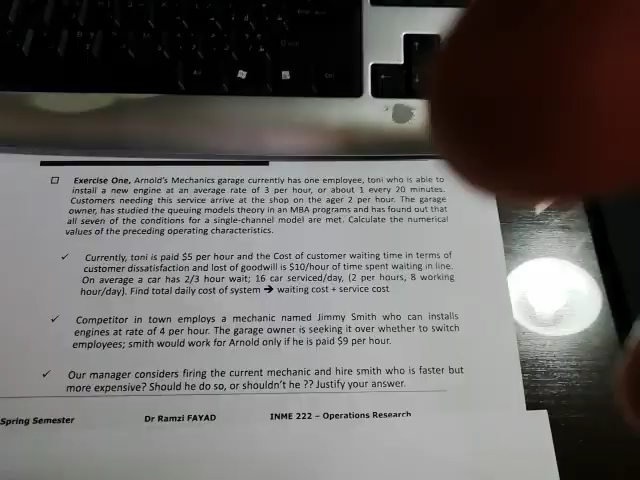 Exercise One, Arnold's Mechanics garage currently has one employee, toni who is able to
install a new engine at an average rate of 3 per hour, or about 1 every 20 minutes.
Customers needing this service arrive at the shop on the ager 2 per hour. The garage
owner, has studied the queuing models theory in an MBA programs and has found out that
all seven of the conditions for a single-channel model are met. Calculate the numerical
values of the preceding operating characteristics.
✓ Currently, toni is paid $5 per hour and the Cost of customer waiting time in terms of
customer dissatisfaction and lost of goodwill is $10/hour of time spent waiting in line.
On average a car has 2/3 hour wait; 16 car serviced/day, (2 per hours, 8 working
hour/day). Find total daily cost of system → waiting cost + service cost
✓ Competitor in town employs a mechanic named Jimmy Smith who can installs
engines at rate of 4 per hour. The garage owner is seeking it over whether to switch
employees; smith would work for Arnold only if he is paid $9 per hour.
✓ Our manager considers firing the current mechanic and hire smith who is faster but
more expensive? Should he do so, or shouldn't he ?? Justify your answer.
Spring Semester Dr Ramzi FAYAD INME 222 – Operations Research